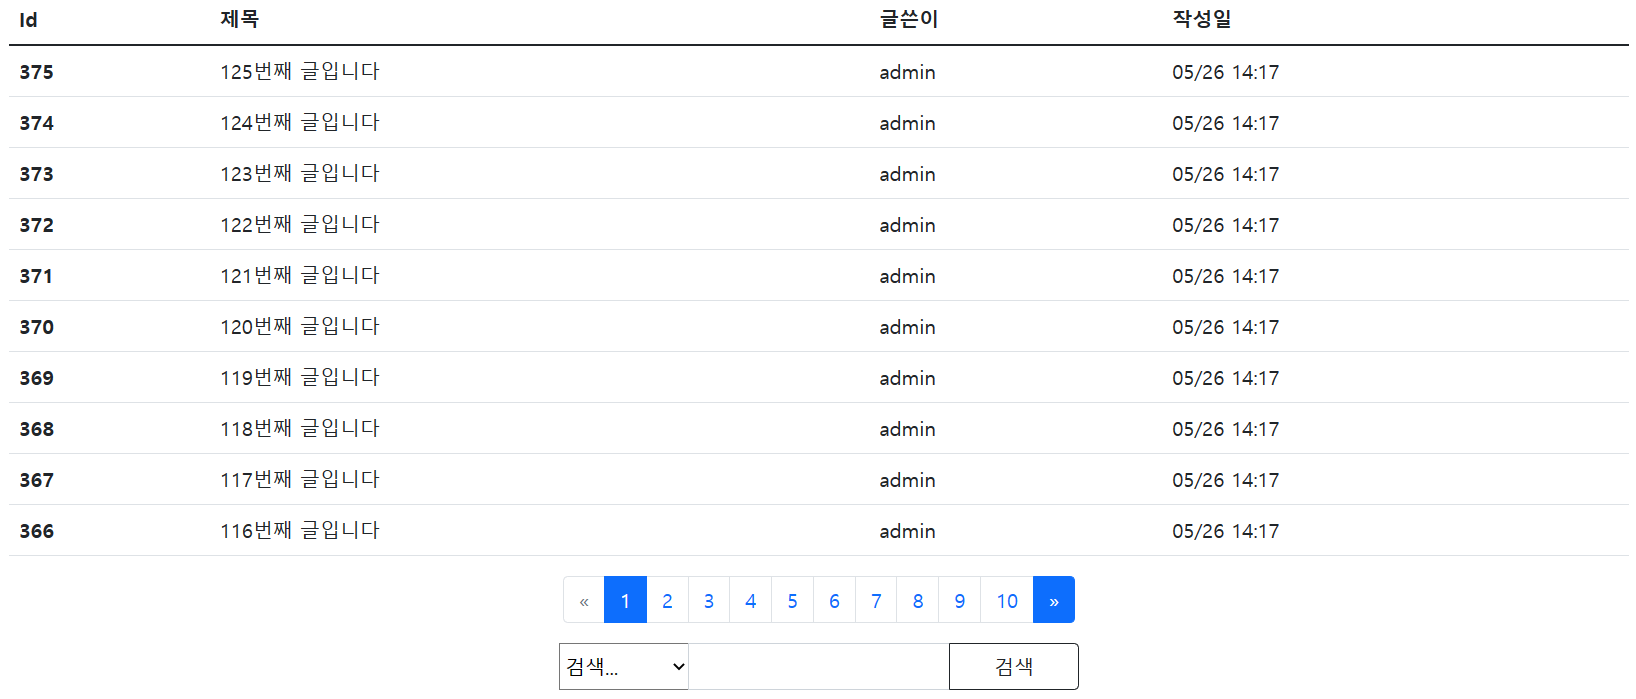 Id 제목 글쓴이 작성일
375 125번째 글입니다 admin 05/26 14:17
374 124번째 글입니다 admin 05/26 14:17
373 123번째 글입니다 admin 05/26 14:17
372 122번째 글입니다 admin 05/26 14:17
371 121번째 글입니다 admin 05/26 14:17
370 120번째 글입니다 admin 05/26 14:17
369 119번째 글입니다 admin 05/26 14:17
368 118번째 글입니다 admin 05/26 14:17
367 117번째 글입니다 admin 05/26 14:17
366 116번째 글입니다 admin 05/26 14:17
« 1 2 3 4 5 6 7 8 9 10 »
검색... 검색